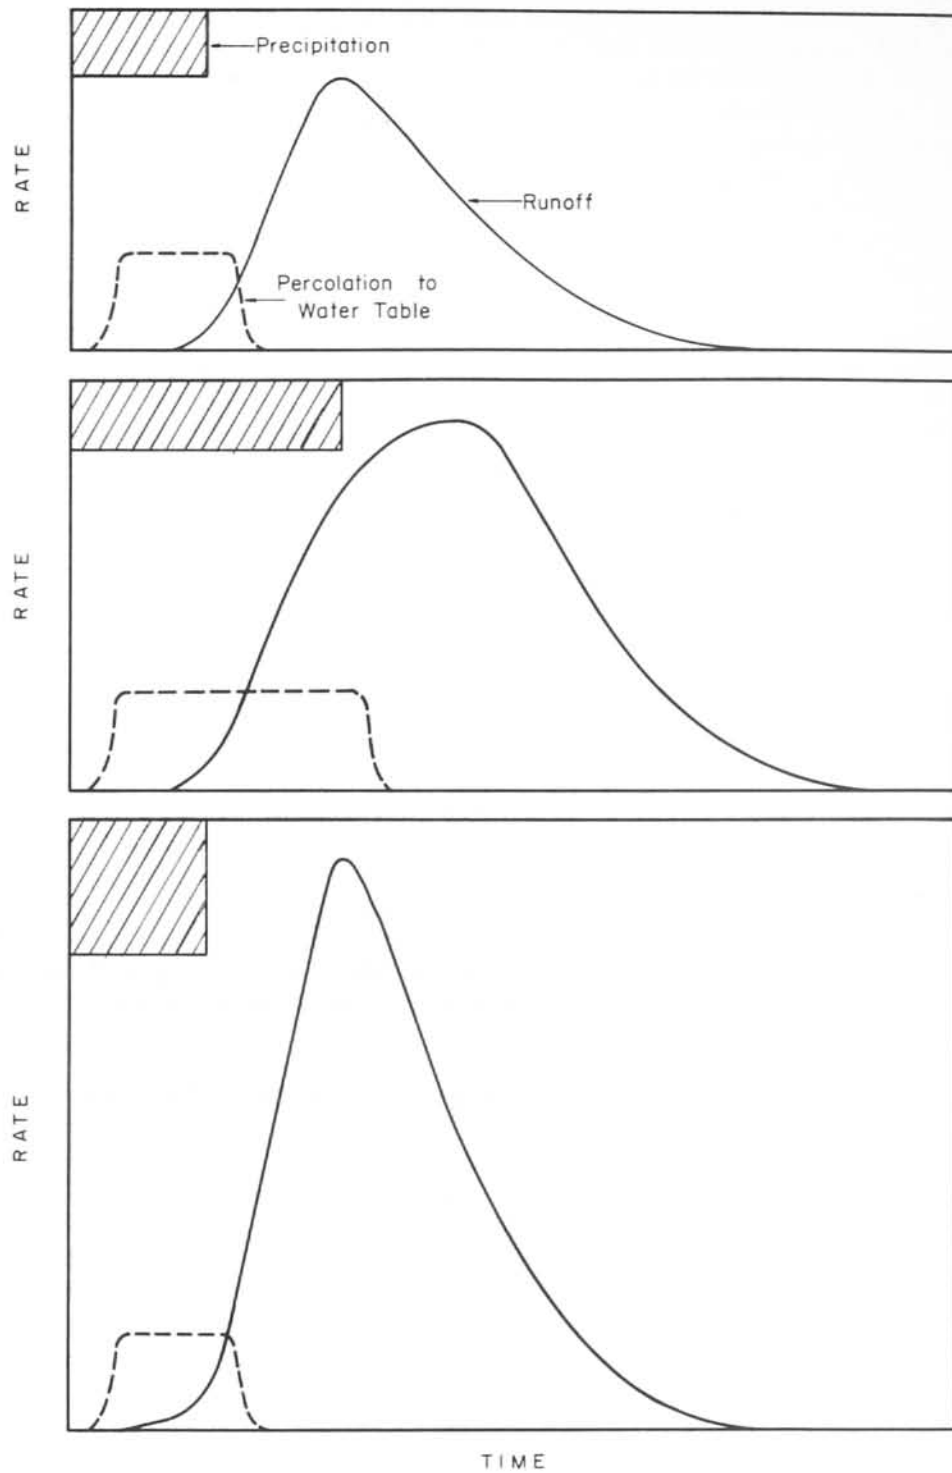 Precipitation
RATE
Runoff
Percolation to
Water Table
RATE
RATE
TIME